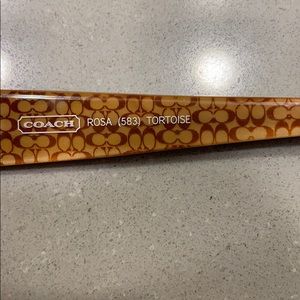 COACH ROSA (583) TORTOISE